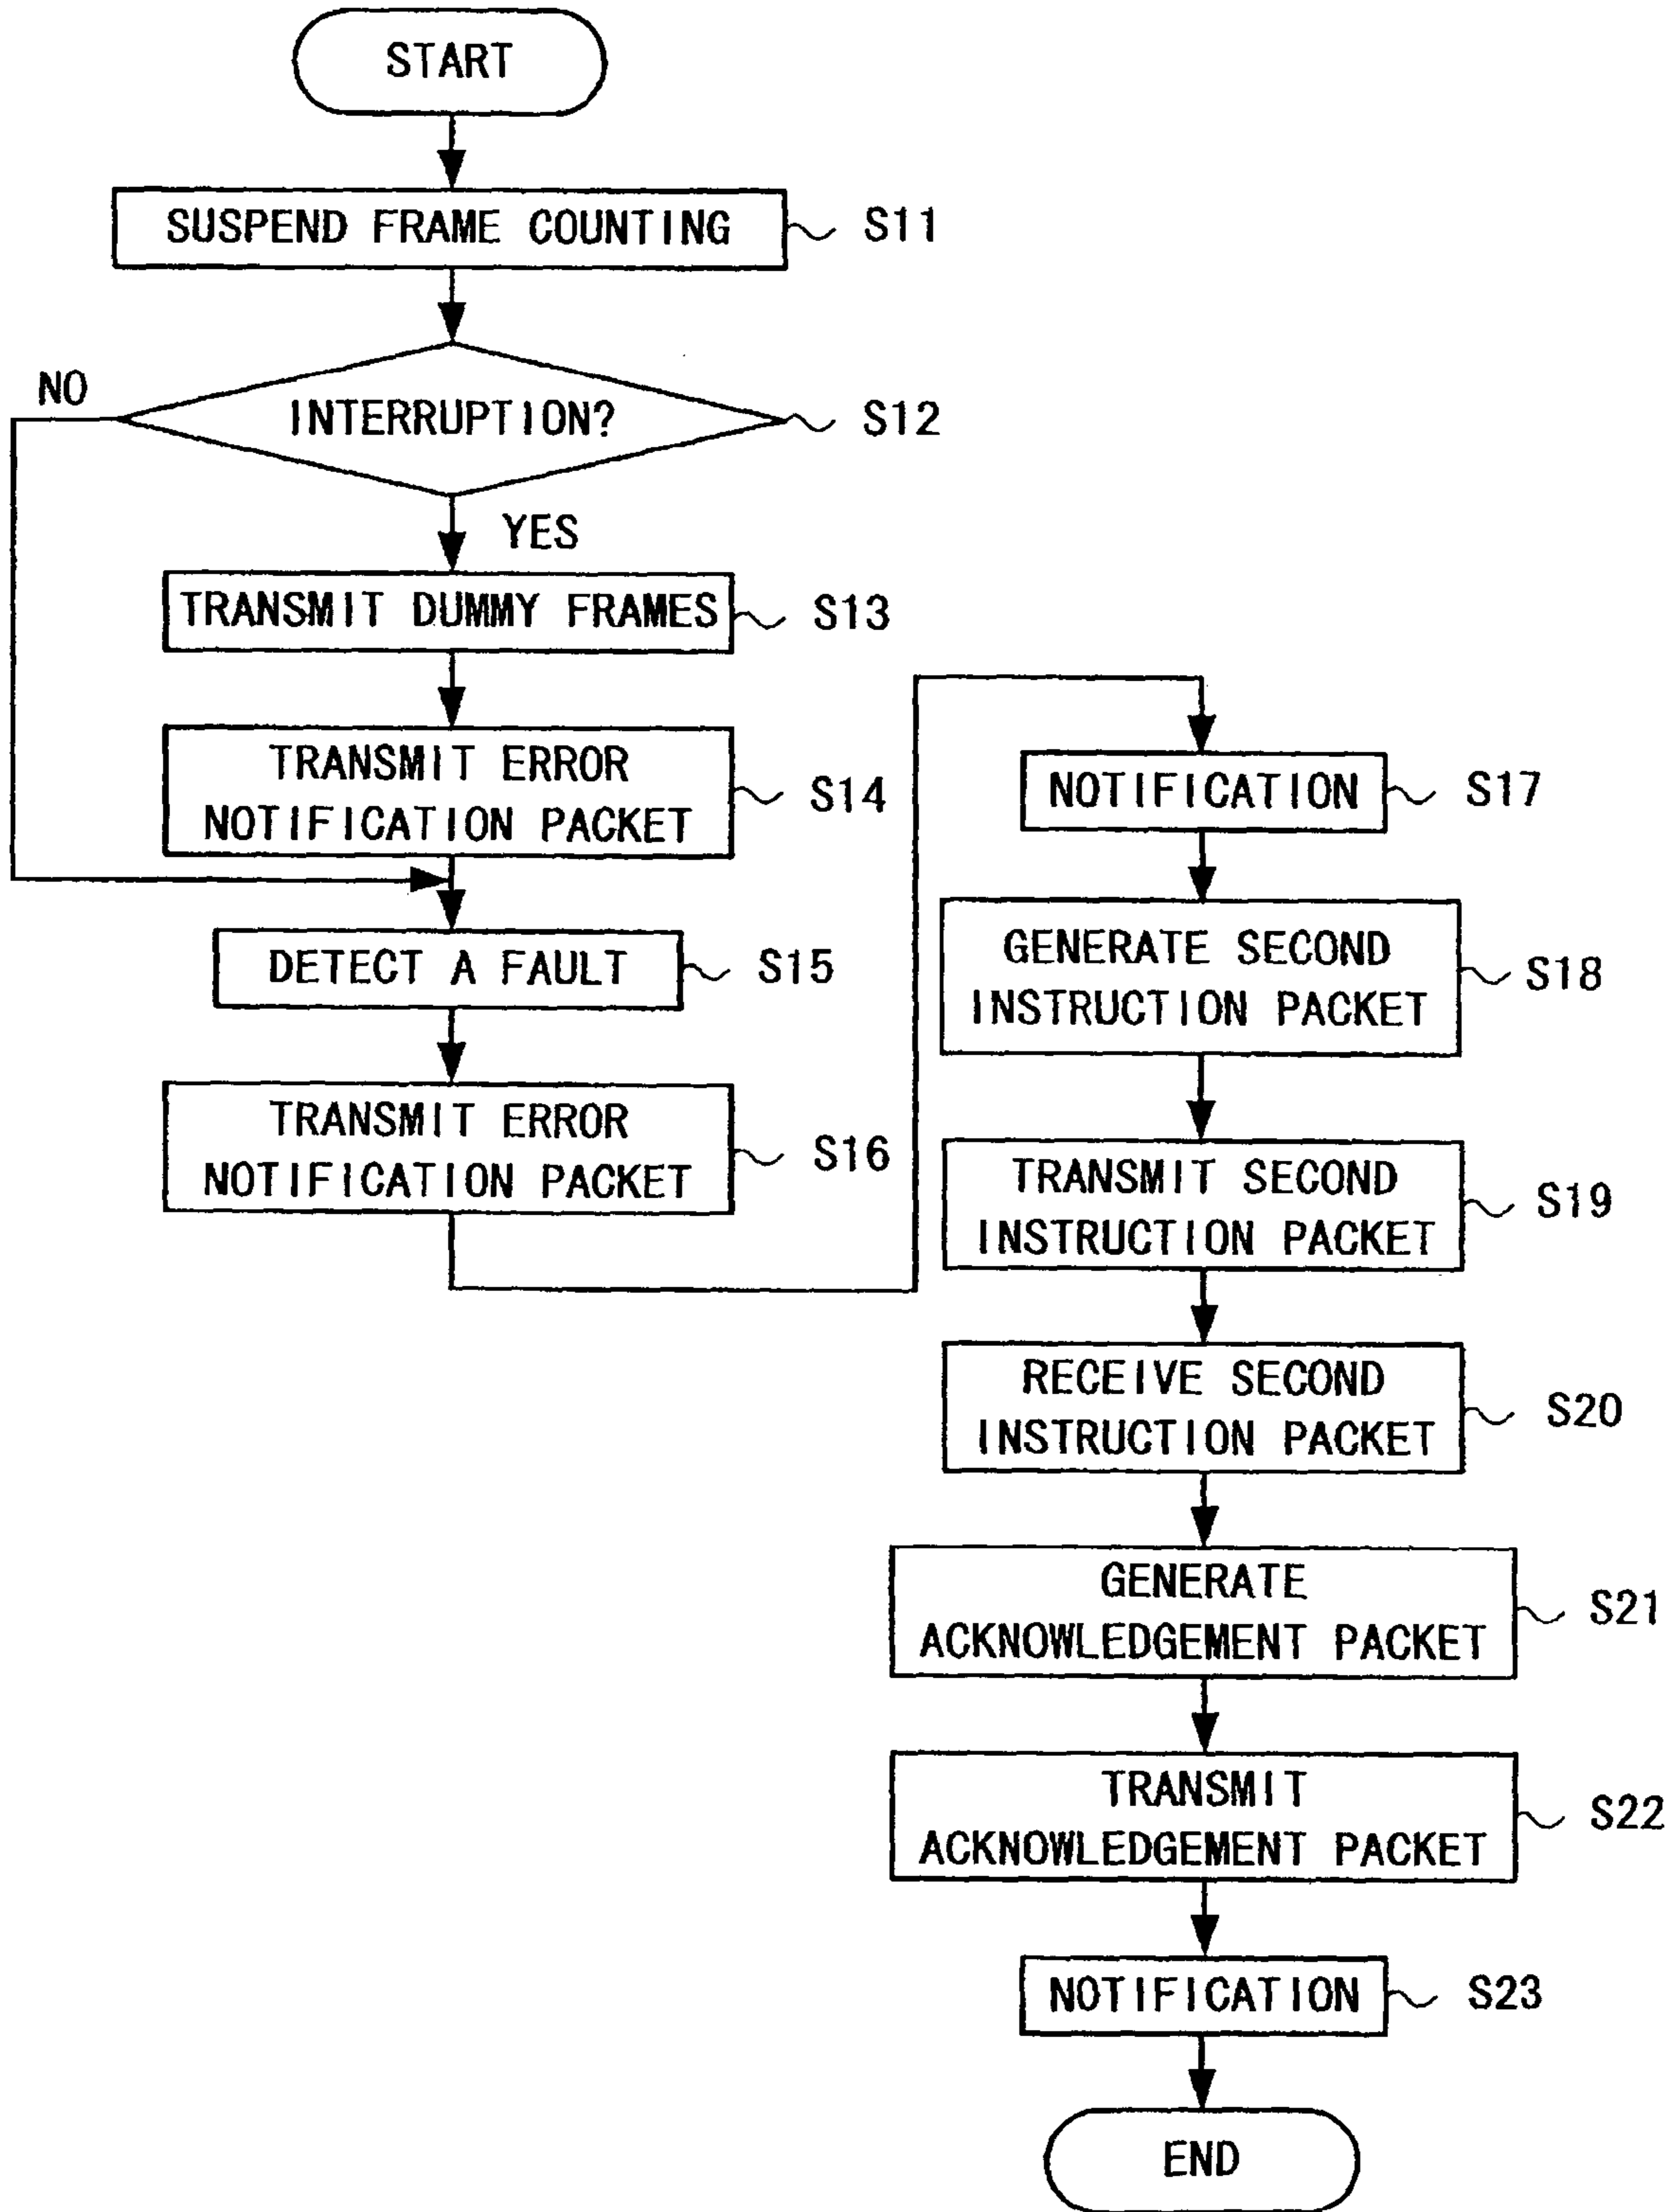 START
SUSPEND FRAME COUNTING
S11
NO
INTERRUPTION?
S12
YES
TRANSMIT DUMMY FRAMES
S13
TRANSMIT ERROR
NOTIFICATION PACKET
S14
DETECT A FAULT
S15
TRANSMIT ERROR
NOTIFICATION PACKET
S16
NOTIFICATION
S17
GENERATE SECOND
INSTRUCTION PACKET
S18
TRANSMIT SECOND
INSTRUCTION PACKET
S19
RECEIVE SECOND
INSTRUCTION PACKET
S20
GENERATE
ACKNOWLEDGEMENT PACKET
S21
TRANSMIT
ACKNOWLEDGEMENT PACKET
S22
NOTIFICATION
S23
END